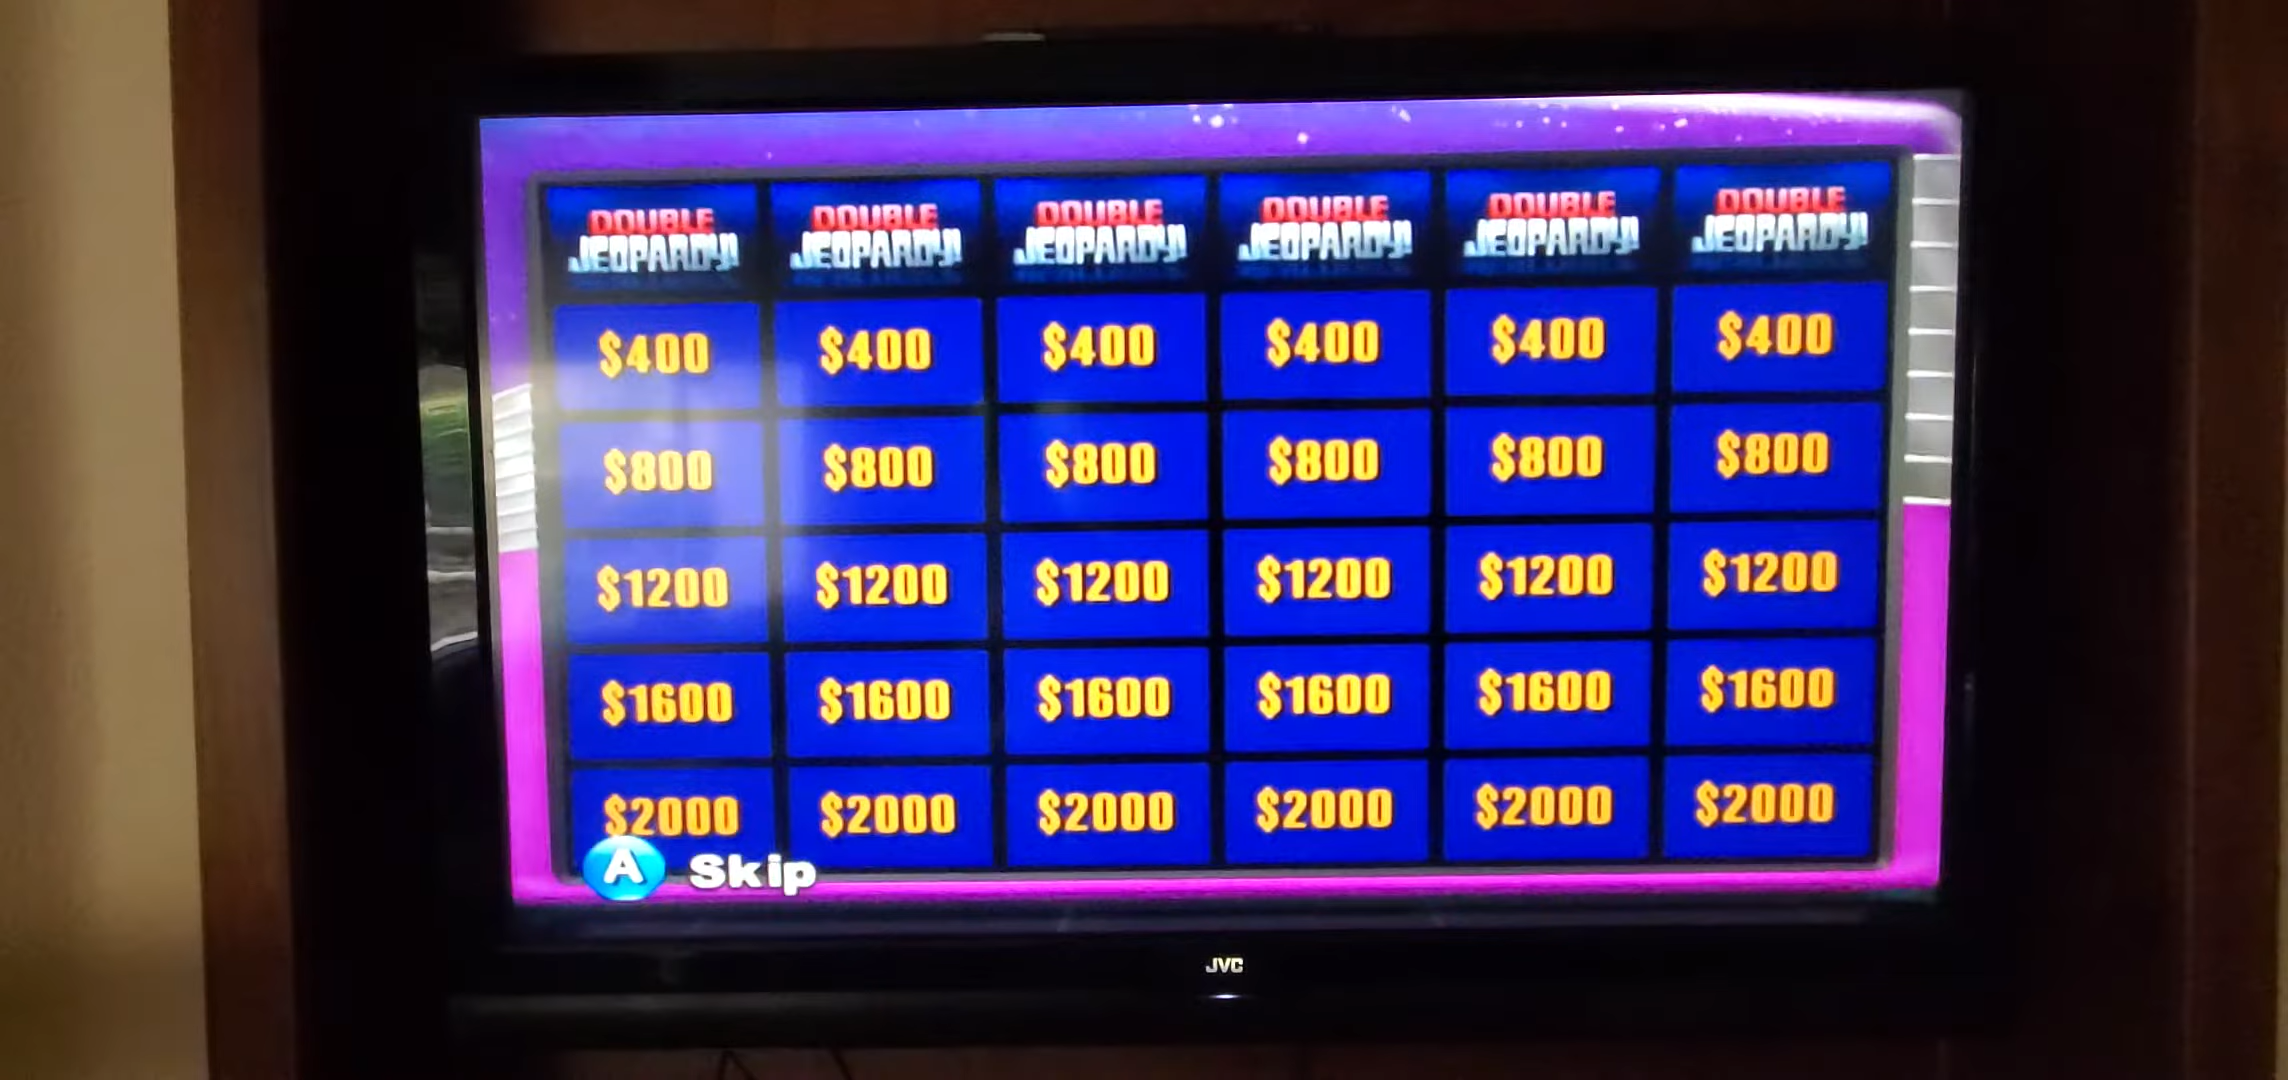 DOUBLE JEOPARDY! DOUBLE JEOPARDY! DOUBLE JEOPARDY! DOUBLE JEOPARDY! DOUBLE JEOPARDY! DOUBLE JEOPARDY!
$400 $400 $400 $400 $400 $400
$800 $800 $800 $800 $800 $800
$1200 $1200 $1200 $1200 $1200 $1200
$1600 $1600 $1600 $1600 $1600 $1600
$2000 $2000 $2000 $2000 $2000 $2000
A Skip
JVC